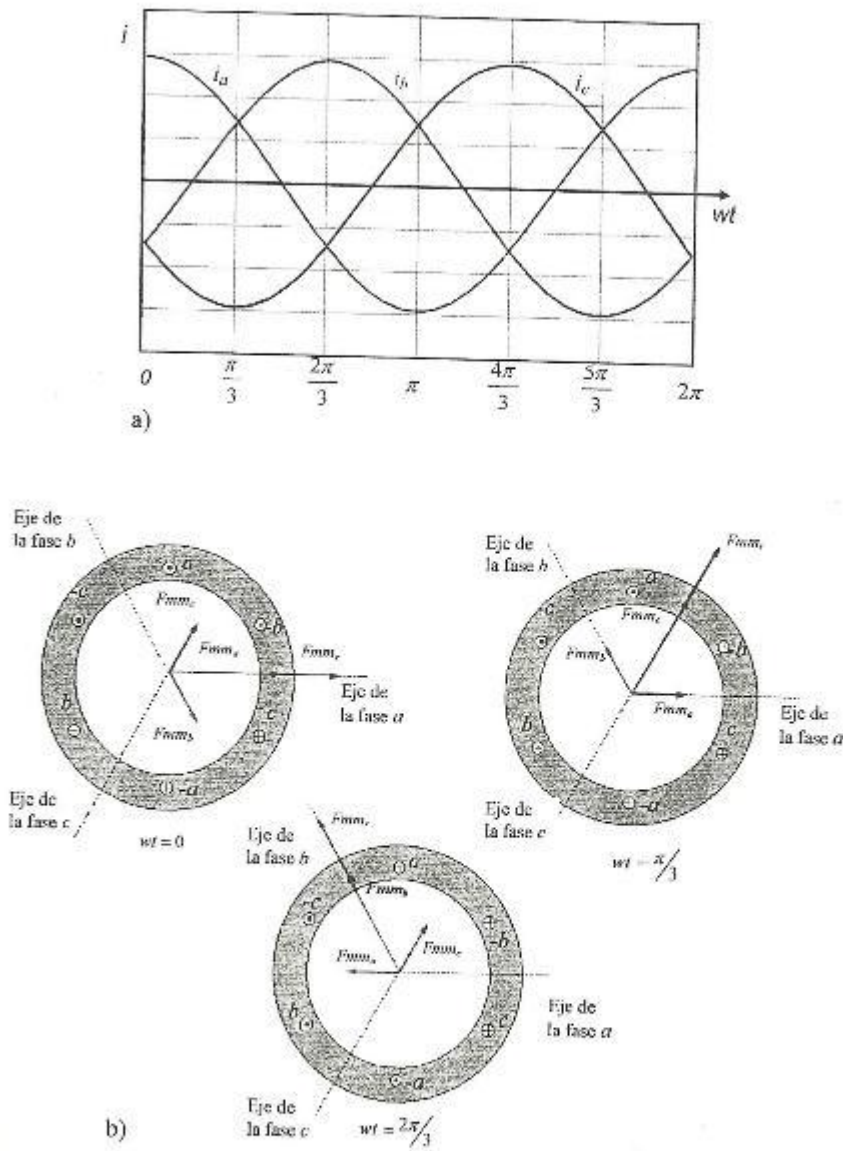 i
i_a
i_b
i_c
wt
0
π/3
2π/3
π
4π/3
5π/3
2π
a)
Eje de
la fase b
a
-c
-b
Fmm_c
Fmm_a
Fmm_r
Eje de
la fase a
b
c
Fmm_b
-a
Eje de
la fase c
wt = 0
Eje de
la fase b
a
Fmm_r
c
Fmm_c
-b
Fmm_b
Fmm_a
Eje de
la fase a
b
c
-a
Eje de
la fase c
wt = π/3
Fmm_r
Eje de
la fase b
a
Fmm_b
-c
-b
Fmm_a
Fmm_c
b
c
Eje de
la fase a
-a
Eje de
la fase c
wt = 2π/3
b)